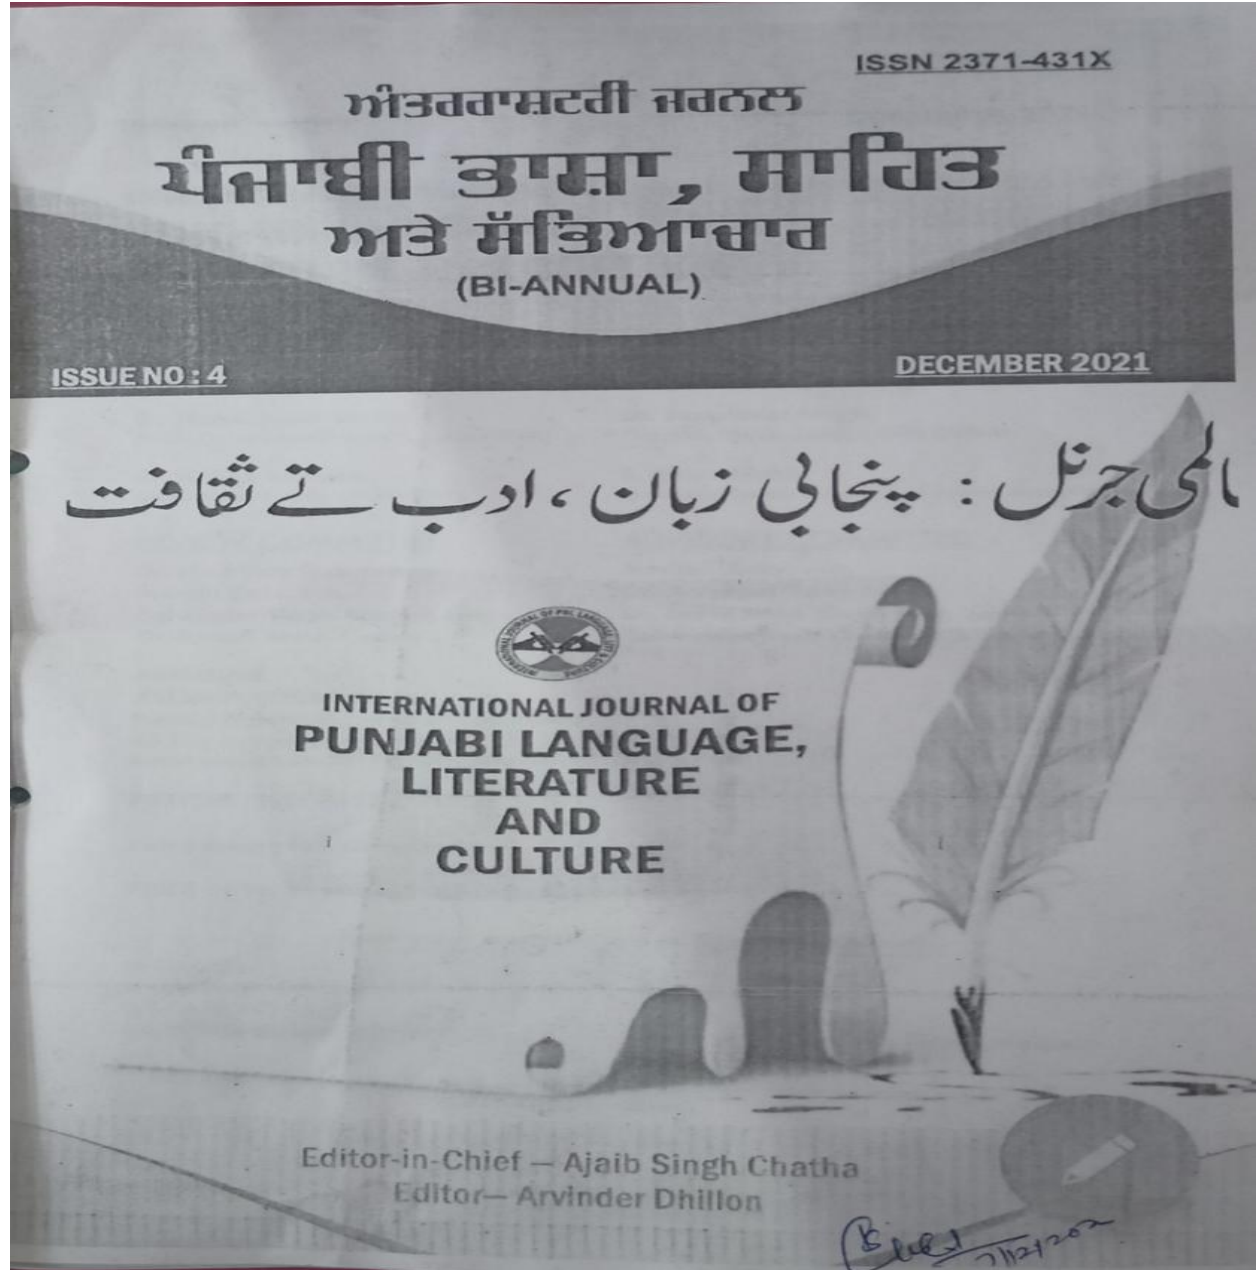 ISSN 2371-431X
ਅੰਤਰਰਾਸ਼ਟਰੀ ਜਰਨਲ
ਪੰਜਾਬੀ ਭਾਸ਼ਾ, ਸਾਹਿਤ
ਅਤੇ ਸੱਭਿਆਚਾਰ
(BI-ANNUAL)
ISSUE NO : 4
DECEMBER 2021
المی جرنل : پنجابی زبان ، ادب تے ثقافت
INTERNATIONAL JOURNAL OF
PUNJABI LANGUAGE,
LITERATURE
AND
CULTURE
Editor-in-Chief – Ajaib Singh Chatha
Editor– Arvinder Dhillon